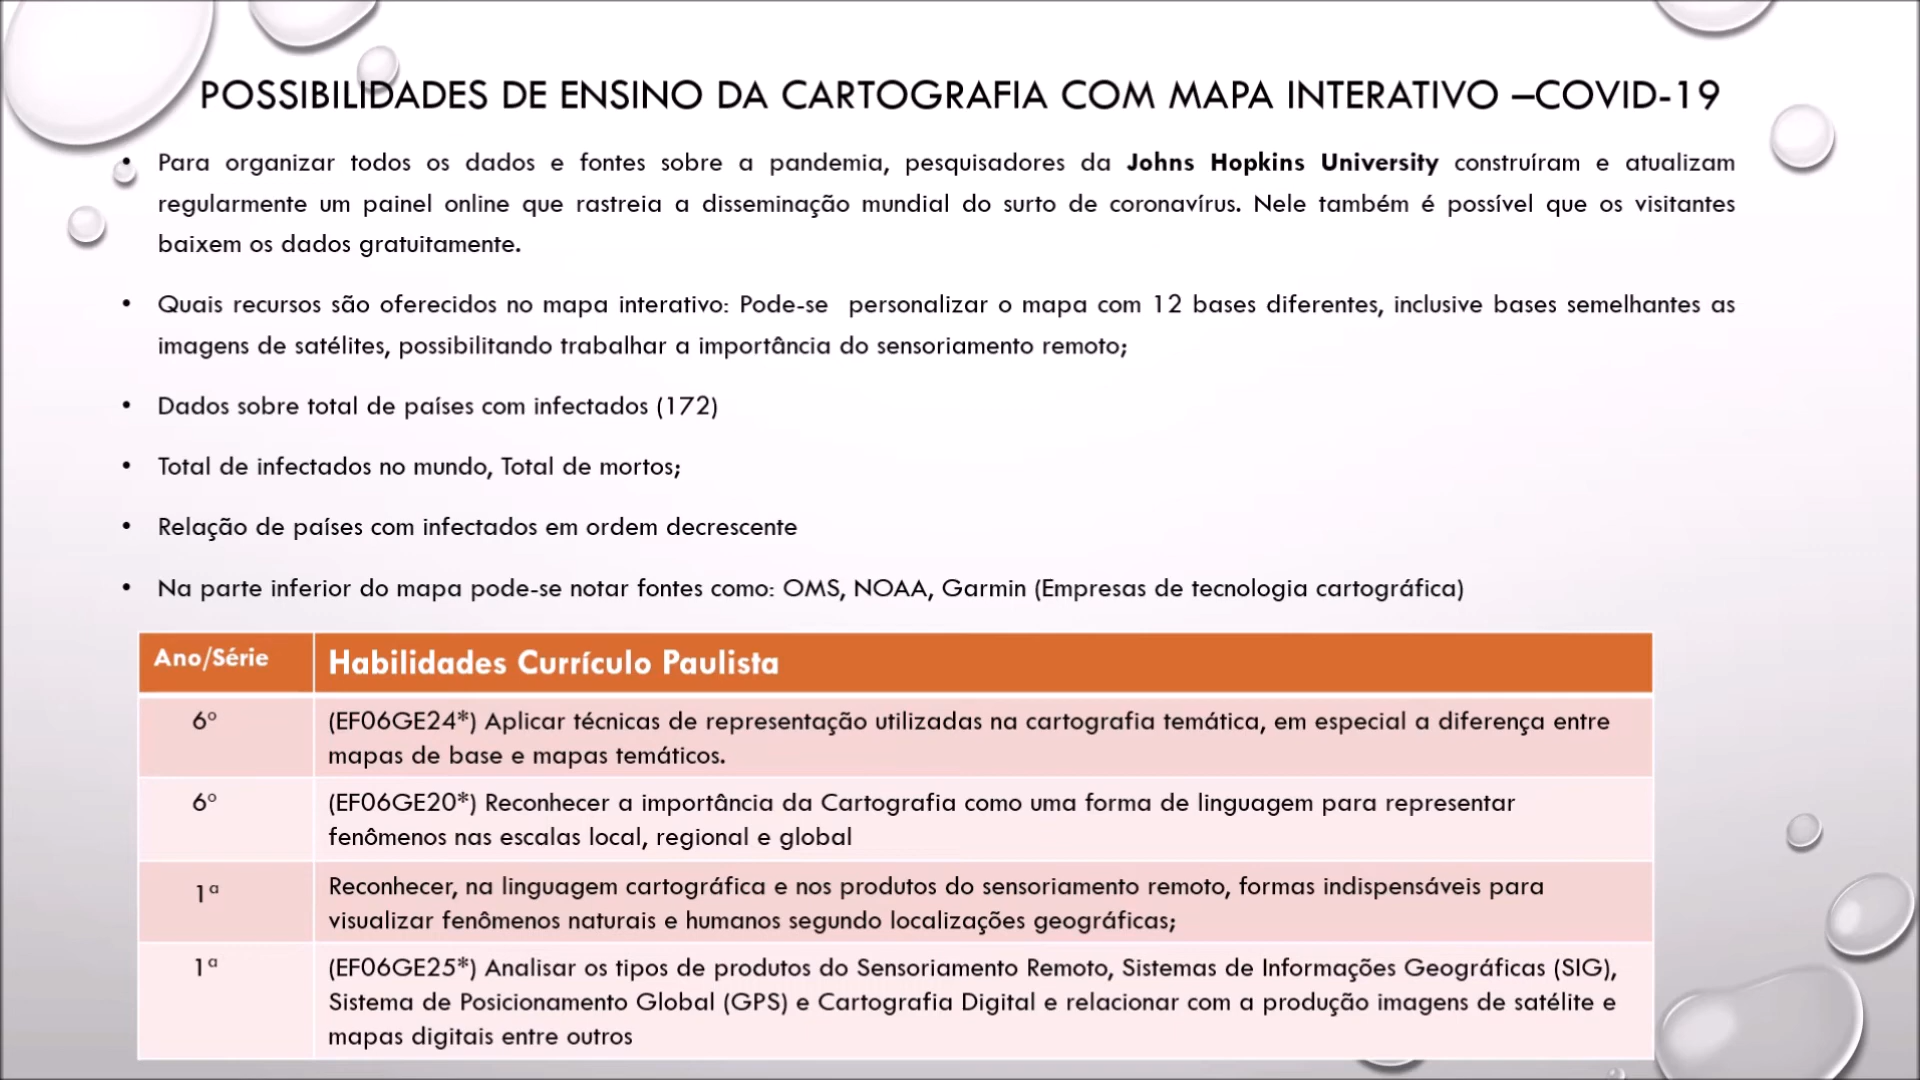 POSSIBILIDADES DE ENSINO DA CARTOGRAFIA COM MAPA INTERATIVO –COVID-19
• Para organizar todos os dados e fontes sobre a pandemia, pesquisadores da Johns Hopkins University construíram e atualizam
regularmente um painel online que rastreia a disseminação mundial do surto de coronavírus. Nele também é possível que os visitantes
baixem os dados gratuitamente.
• Quais recursos são oferecidos no mapa interativo: Pode-se personalizar o mapa com 12 bases diferentes, inclusive bases semelhantes as
imagens de satélites, possibilitando trabalhar a importância do sensoriamento remoto;
• Dados sobre total de países com infectados (172)
• Total de infectados no mundo, Total de mortos;
• Relação de países com infectados em ordem decrescente
• Na parte inferior do mapa pode-se notar fontes como: OMS, NOAA, Garmin (Empresas de tecnologia cartográfica)
Ano/Série Habilidades Currículo Paulista
6º (EF06GE24*) Aplicar técnicas de representação utilizadas na cartografia temática, em especial a diferença entre
mapas de base e mapas temáticos.
6º (EF06GE20*) Reconhecer a importância da Cartografia como uma forma de linguagem para representar
fenômenos nas escalas local, regional e global
1ª Reconhecer, na linguagem cartográfica e nos produtos do sensoriamento remoto, formas indispensáveis para
visualizar fenômenos naturais e humanos segundo localizações geográficas;
1ª (EF06GE25*) Analisar os tipos de produtos do Sensoriamento Remoto, Sistemas de Informações Geográficas (SIG),
Sistema de Posicionamento Global (GPS) e Cartografia Digital e relacionar com a produção imagens de satélite e
mapas digitais entre outros